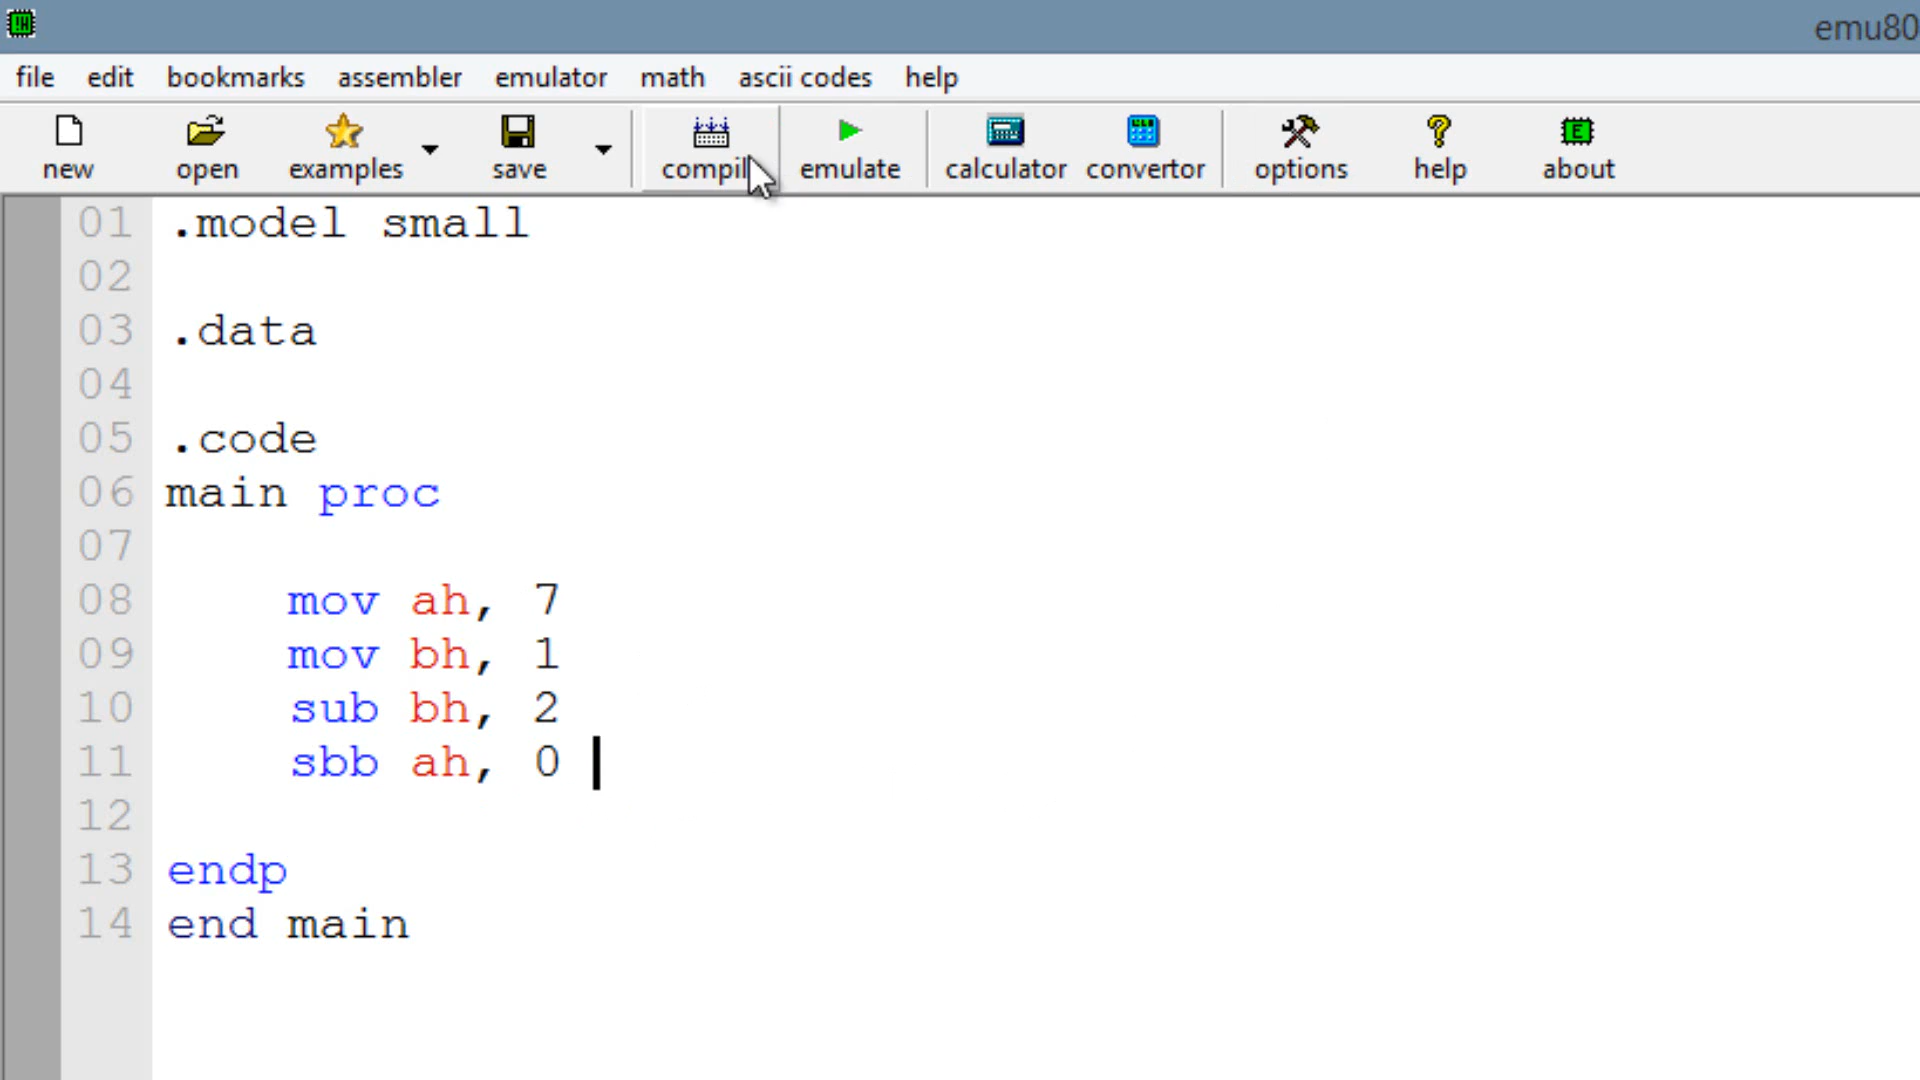 emu80
file edit bookmarks assembler emulator math ascii codes help
new open examples save compil emulate calculator convertor options help about
01 .model small
02
03 .data
04
05 .code
06 main proc
07
08 mov ah, 7
09 mov bh, 1
10 sub bh, 2
11 sbb ah, 0
12
13 endp
14 end main